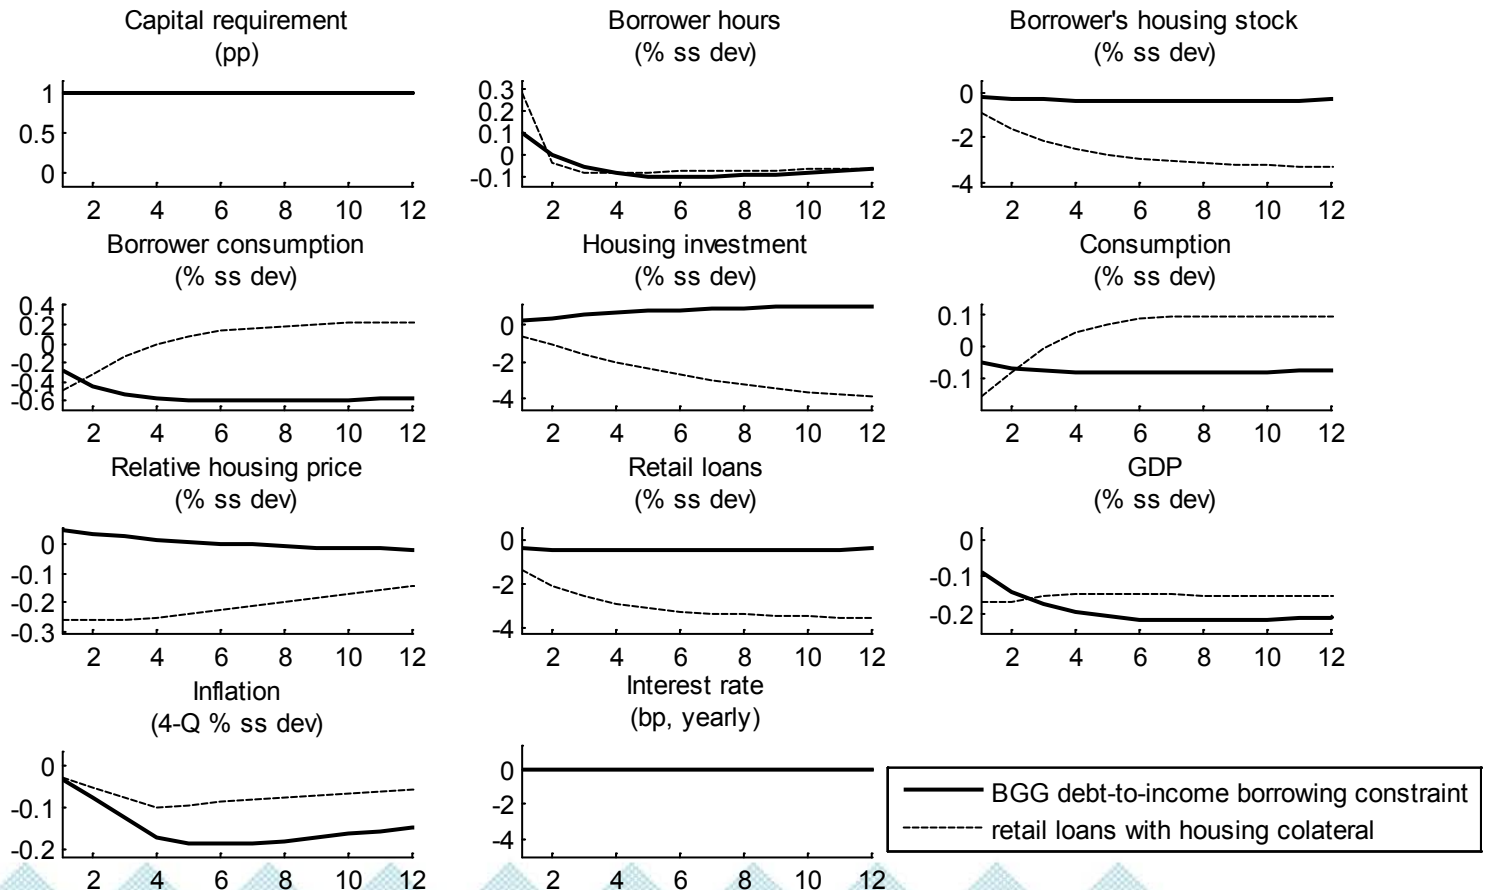 Capital requirement
(pp)
1
0.5
0
2 4 6 8 10 12
Borrower hours
(% ss dev)
0.3
0.2
0.1
0
-0.1
2 4 6 8 10 12
Borrower's housing stock
(% ss dev)
0
-2
-4
2 4 6 8 10 12
Borrower consumption
(% ss dev)
0.4
0.2
0
-0.2
-0.4
-0.6
2 4 6 8 10 12
Housing investment
(% ss dev)
0
-2
-4
2 4 6 8 10 12
Consumption
(% ss dev)
0.1
0
-0.1
2 4 6 8 10 12
Relative housing price
(% ss dev)
0
-0.1
-0.2
-0.3
2 4 6 8 10 12
Retail loans
(% ss dev)
0
-2
-4
2 4 6 8 10 12
GDP
(% ss dev)
0
-0.1
-0.2
2 4 6 8 10 12
Inflation
(4-Q % ss dev)
0
-0.1
-0.2
2 4 6 8 10 12
Interest rate
(bp, yearly)
0
-2
-4
2 4 6 8 10 12
BGG debt-to-income borrowing constraint
retail loans with housing colateral